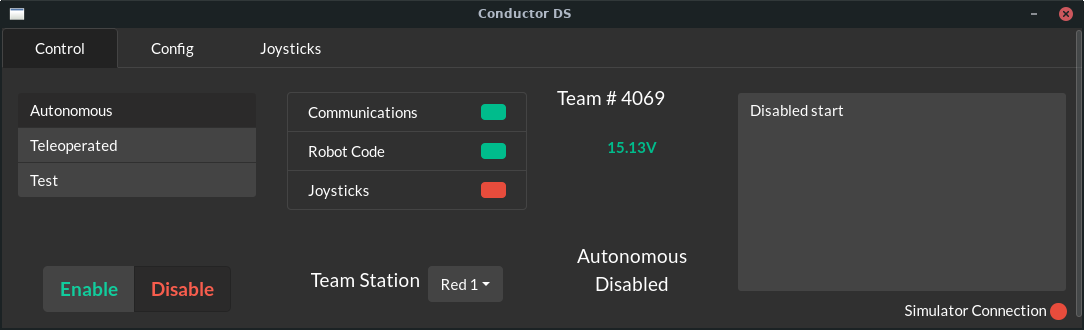 Conductor DS
Control Config Joysticks
Autonomous
Teleoperated
Test
Communications
Robot Code
Joysticks
Team # 4069
15.13V
Disabled start
Enable Disable
Team Station Red 1
Autonomous
Disabled
Simulator Connection